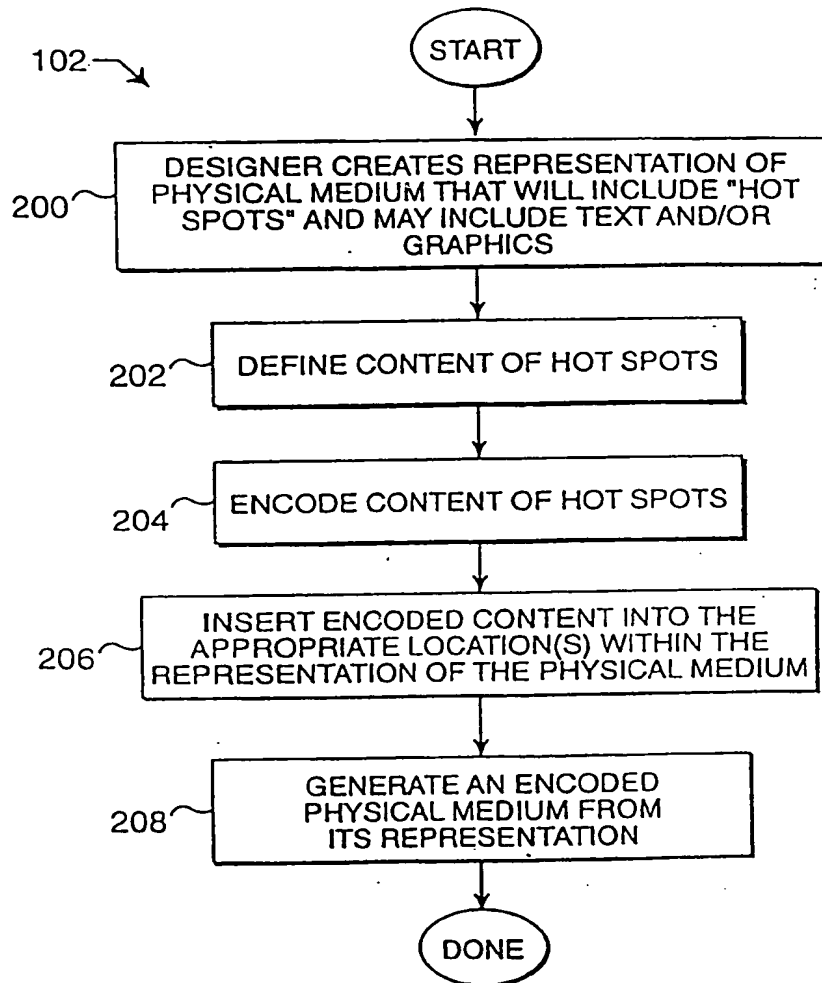 START
102
DESIGNER CREATES REPRESENTATION OF
PHYSICAL MEDIUM THAT WILL INCLUDE "HOT
SPOTS" AND MAY INCLUDE TEXT AND/OR
GRAPHICS
200
DEFINE CONTENT OF HOT SPOTS
202
ENCODE CONTENT OF HOT SPOTS
204
INSERT ENCODED CONTENT INTO THE
APPROPRIATE LOCATION(S) WITHIN THE
REPRESENTATION OF THE PHYSICAL MEDIUM
206
GENERATE AN ENCODED
PHYSICAL MEDIUM FROM
ITS REPRESENTATION
208
DONE